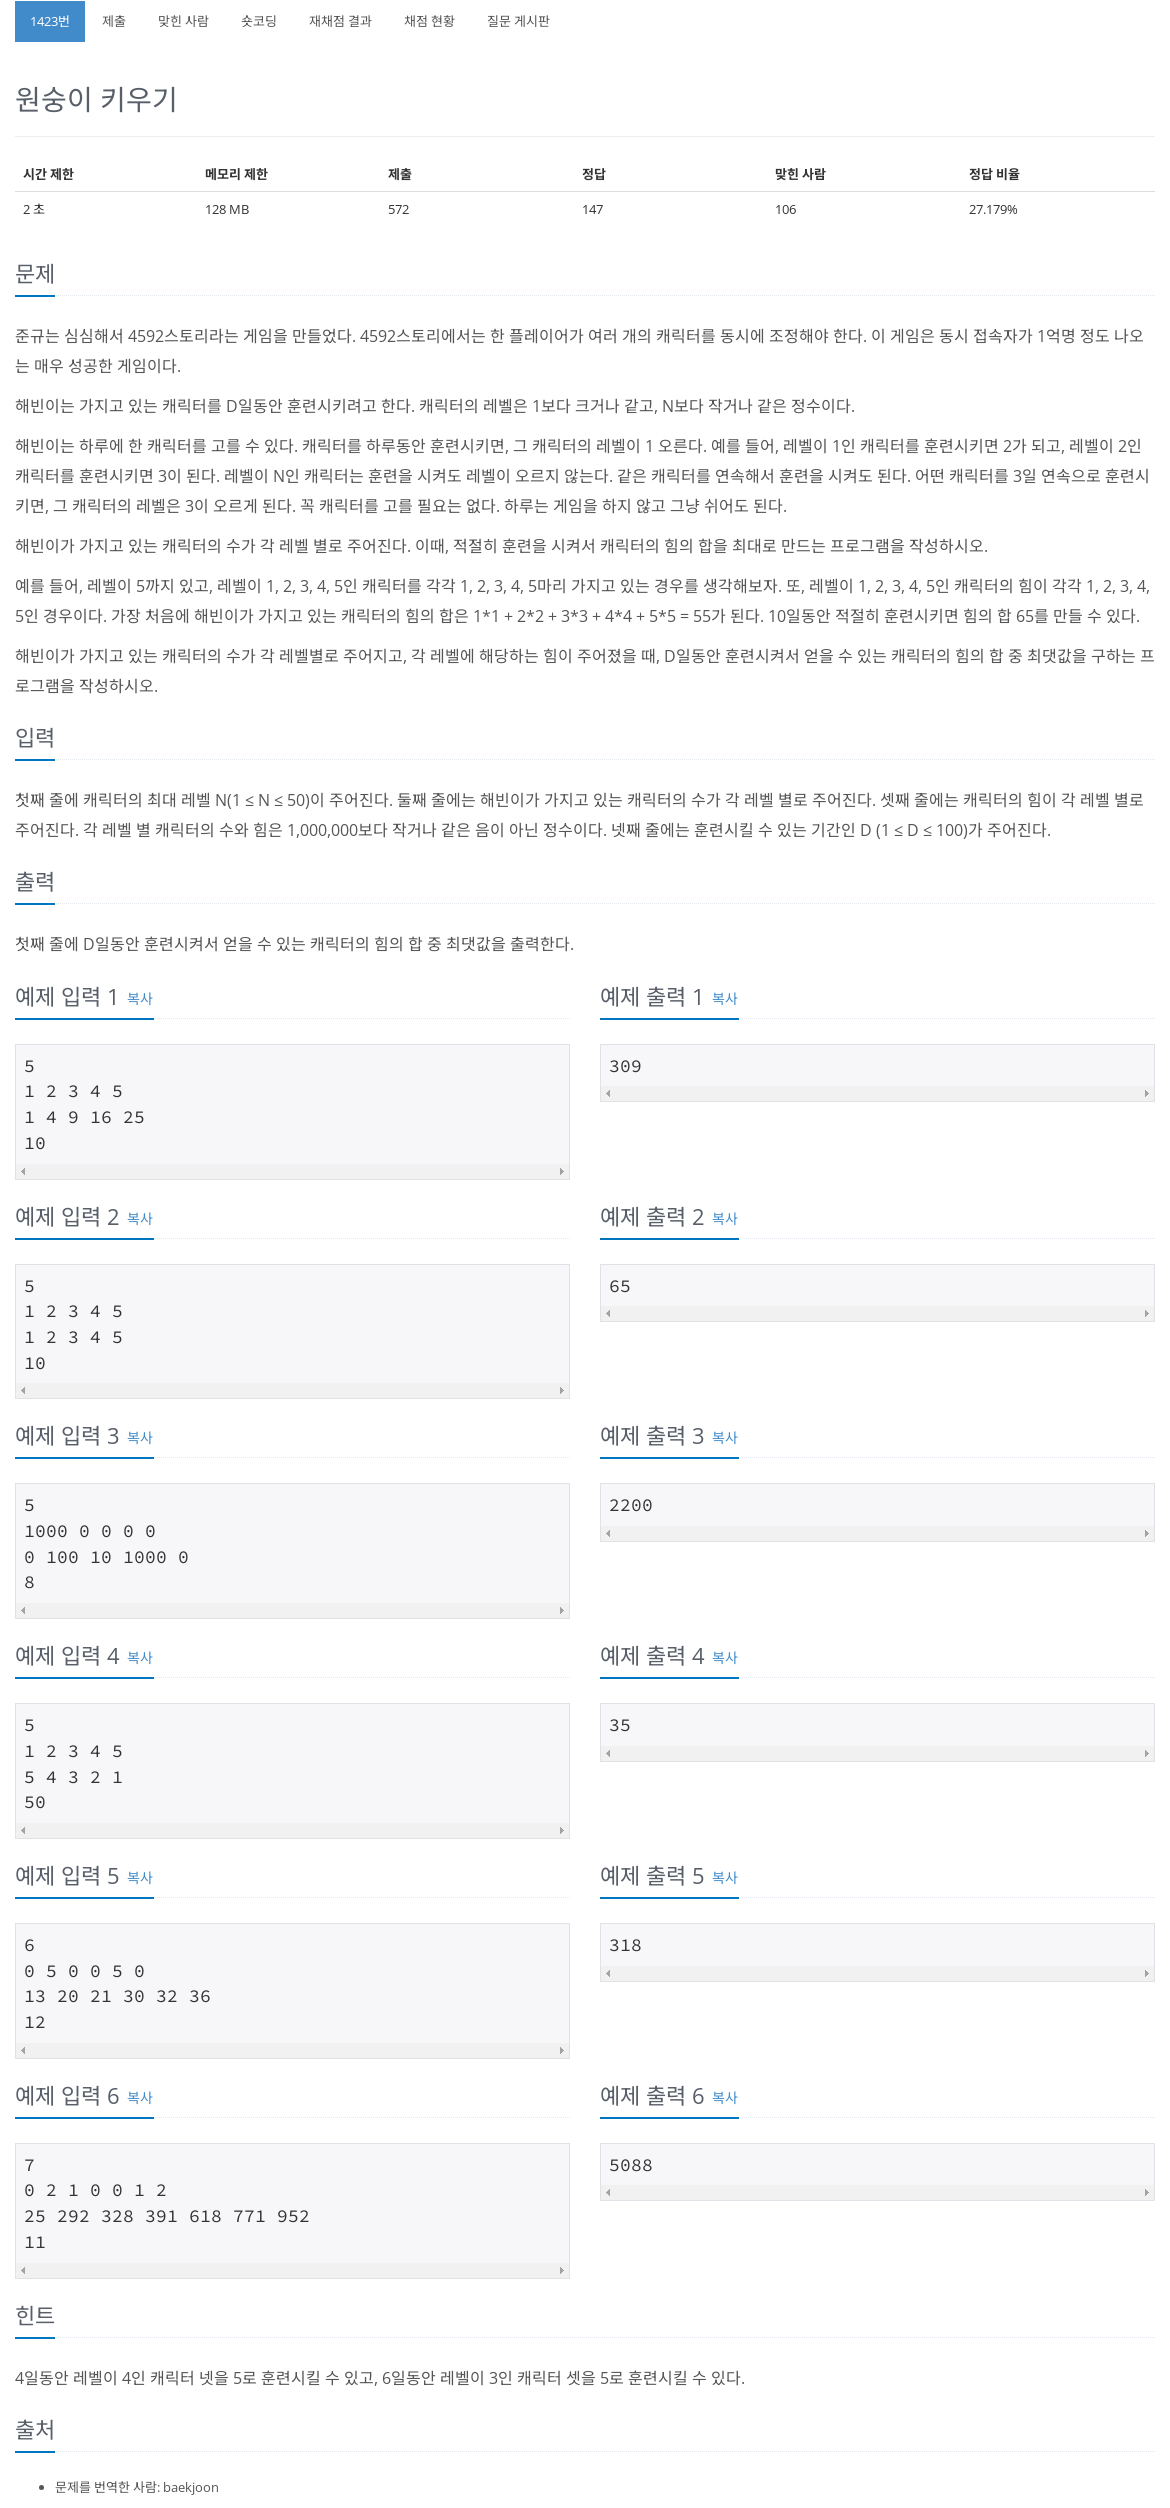 1423번 제출 맞힌 사람 숏코딩 재채점 결과 채점 현황 질문 게시판
원숭이 키우기
시간 제한 메모리 제한 제출 정답 맞힌 사람 정답 비율
2 초 128 MB 572 147 106 27.179%
문제
준규는 심심해서 4592스토리라는 게임을 만들었다. 4592스토리에서는 한 플레이어가 여러 개의 캐릭터를 동시에 조정해야 한다. 이 게임은 동시 접속자가 1억명 정도 나오
는 매우 성공한 게임이다.
해빈이는 가지고 있는 캐릭터를 D일동안 훈련시키려고 한다. 캐릭터의 레벨은 1보다 크거나 같고, N보다 작거나 같은 정수이다.
해빈이는 하루에 한 캐릭터를 고를 수 있다. 캐릭터를 하루동안 훈련시키면, 그 캐릭터의 레벨이 1 오른다. 예를 들어, 레벨이 1인 캐릭터를 훈련시키면 2가 되고, 레벨이 2인
캐릭터를 훈련시키면 3이 된다. 레벨이 N인 캐릭터는 훈련을 시켜도 레벨이 오르지 않는다. 같은 캐릭터를 연속해서 훈련을 시켜도 된다. 어떤 캐릭터를 3일 연속으로 훈련시
키면, 그 캐릭터의 레벨은 3이 오르게 된다. 꼭 캐릭터를 고를 필요는 없다. 하루는 게임을 하지 않고 그냥 쉬어도 된다.
해빈이가 가지고 있는 캐릭터의 수가 각 레벨 별로 주어진다. 이때, 적절히 훈련을 시켜서 캐릭터의 힘의 합을 최대로 만드는 프로그램을 작성하시오.
예를 들어, 레벨이 5까지 있고, 레벨이 1, 2, 3, 4, 5인 캐릭터를 각각 1, 2, 3, 4, 5마리 가지고 있는 경우를 생각해보자. 또, 레벨이 1, 2, 3, 4, 5인 캐릭터의 힘이 각각 1, 2, 3, 4,
5인 경우이다. 가장 처음에 해빈이가 가지고 있는 캐릭터의 힘의 합은 1*1 + 2*2 + 3*3 + 4*4 + 5*5 = 55가 된다. 10일동안 적절히 훈련시키면 힘의 합 65를 만들 수 있다.
해빈이가 가지고 있는 캐릭터의 수가 각 레벨별로 주어지고, 각 레벨에 해당하는 힘이 주어졌을 때, D일동안 훈련시켜서 얻을 수 있는 캐릭터의 힘의 합 중 최댓값을 구하는 프
로그램을 작성하시오.
입력
첫째 줄에 캐릭터의 최대 레벨 N(1 ≤ N ≤ 50)이 주어진다. 둘째 줄에는 해빈이가 가지고 있는 캐릭터의 수가 각 레벨 별로 주어진다. 셋째 줄에는 캐릭터의 힘이 각 레벨 별로
주어진다. 각 레벨 별 캐릭터의 수와 힘은 1,000,000보다 작거나 같은 음이 아닌 정수이다. 넷째 줄에는 훈련시킬 수 있는 기간인 D (1 ≤ D ≤ 100)가 주어진다.
출력
첫째 줄에 D일동안 훈련시켜서 얻을 수 있는 캐릭터의 힘의 합 중 최댓값을 출력한다.
예제 입력 1 복사
5
1 2 3 4 5
1 4 9 16 25
10
예제 출력 1 복사
309
예제 입력 2 복사
5
1 2 3 4 5
1 2 3 4 5
10
예제 출력 2 복사
65
예제 입력 3 복사
5
1000 0 0 0 0
0 100 10 1000 0
8
예제 출력 3 복사
2200
예제 입력 4 복사
5
1 2 3 4 5
5 4 3 2 1
50
예제 출력 4 복사
35
예제 입력 5 복사
6
0 5 0 0 5 0
13 20 21 30 32 36
12
예제 출력 5 복사
318
예제 입력 6 복사
7
0 2 1 0 0 1 2
25 292 328 391 618 771 952
11
예제 출력 6 복사
5088
힌트
4일동안 레벨이 4인 캐릭터 넷을 5로 훈련시킬 수 있고, 6일동안 레벨이 3인 캐릭터 셋을 5로 훈련시킬 수 있다.
출처
문제를 번역한 사람: baekjoon